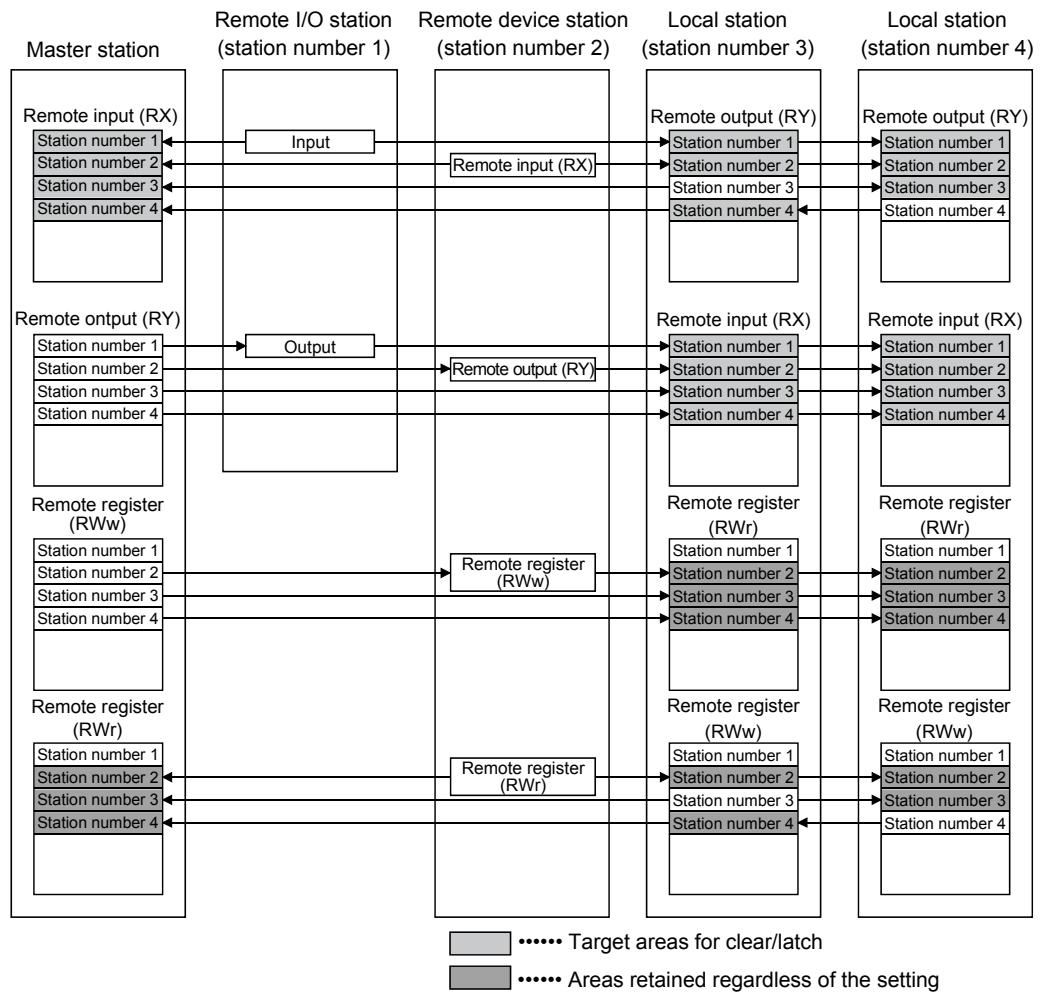 Master station
Remote I/O station
(station number 1)
Remote device station
(station number 2)
Local station
(station number 3)
Local station
(station number 4)
Remote input (RX)
Station number 1
Station number 2
Station number 3
Station number 4
Input
Remote input (RX)
Remote output (RY)
Station number 1
Station number 2
Station number 3
Station number 4
Remote output (RY)
Station number 1
Station number 2
Station number 3
Station number 4
Remote ontput (RY)
Station number 1
Station number 2
Station number 3
Station number 4
Output
Remote output (RY)
Remote input (RX)
Station number 1
Station number 2
Station number 3
Station number 4
Remote input (RX)
Station number 1
Station number 2
Station number 3
Station number 4
Remote register
(RWw)
Station number 1
Station number 2
Station number 3
Station number 4
Remote register
(RWw)
Remote register
(RWr)
Station number 1
Station number 2
Station number 3
Station number 4
Remote register
(RWr)
Station number 1
Station number 2
Station number 3
Station number 4
Remote register
(RWr)
Station number 1
Station number 2
Station number 3
Station number 4
Remote register
(RWr)
Remote register
(RWw)
Station number 1
Station number 2
Station number 3
Station number 4
Remote register
(RWw)
Station number 1
Station number 2
Station number 3
Station number 4
•••••• Target areas for clear/latch
•••••• Areas retained regardless of the setting